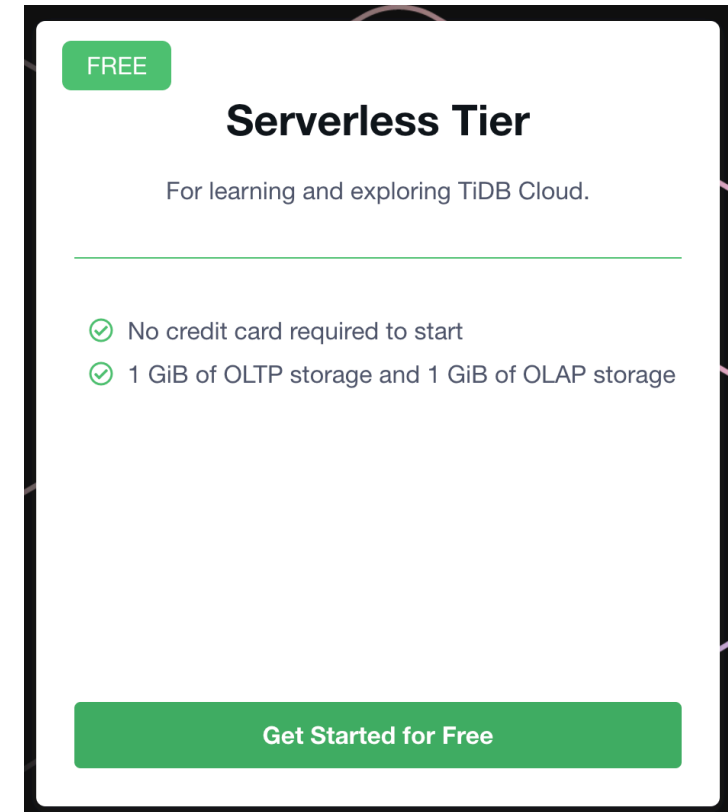 FREE
Serverless Tier
For learning and exploring TiDB Cloud.
No credit card required to start
1 GiB of OLTP storage and 1 GiB of OLAP storage
Get Started for Free